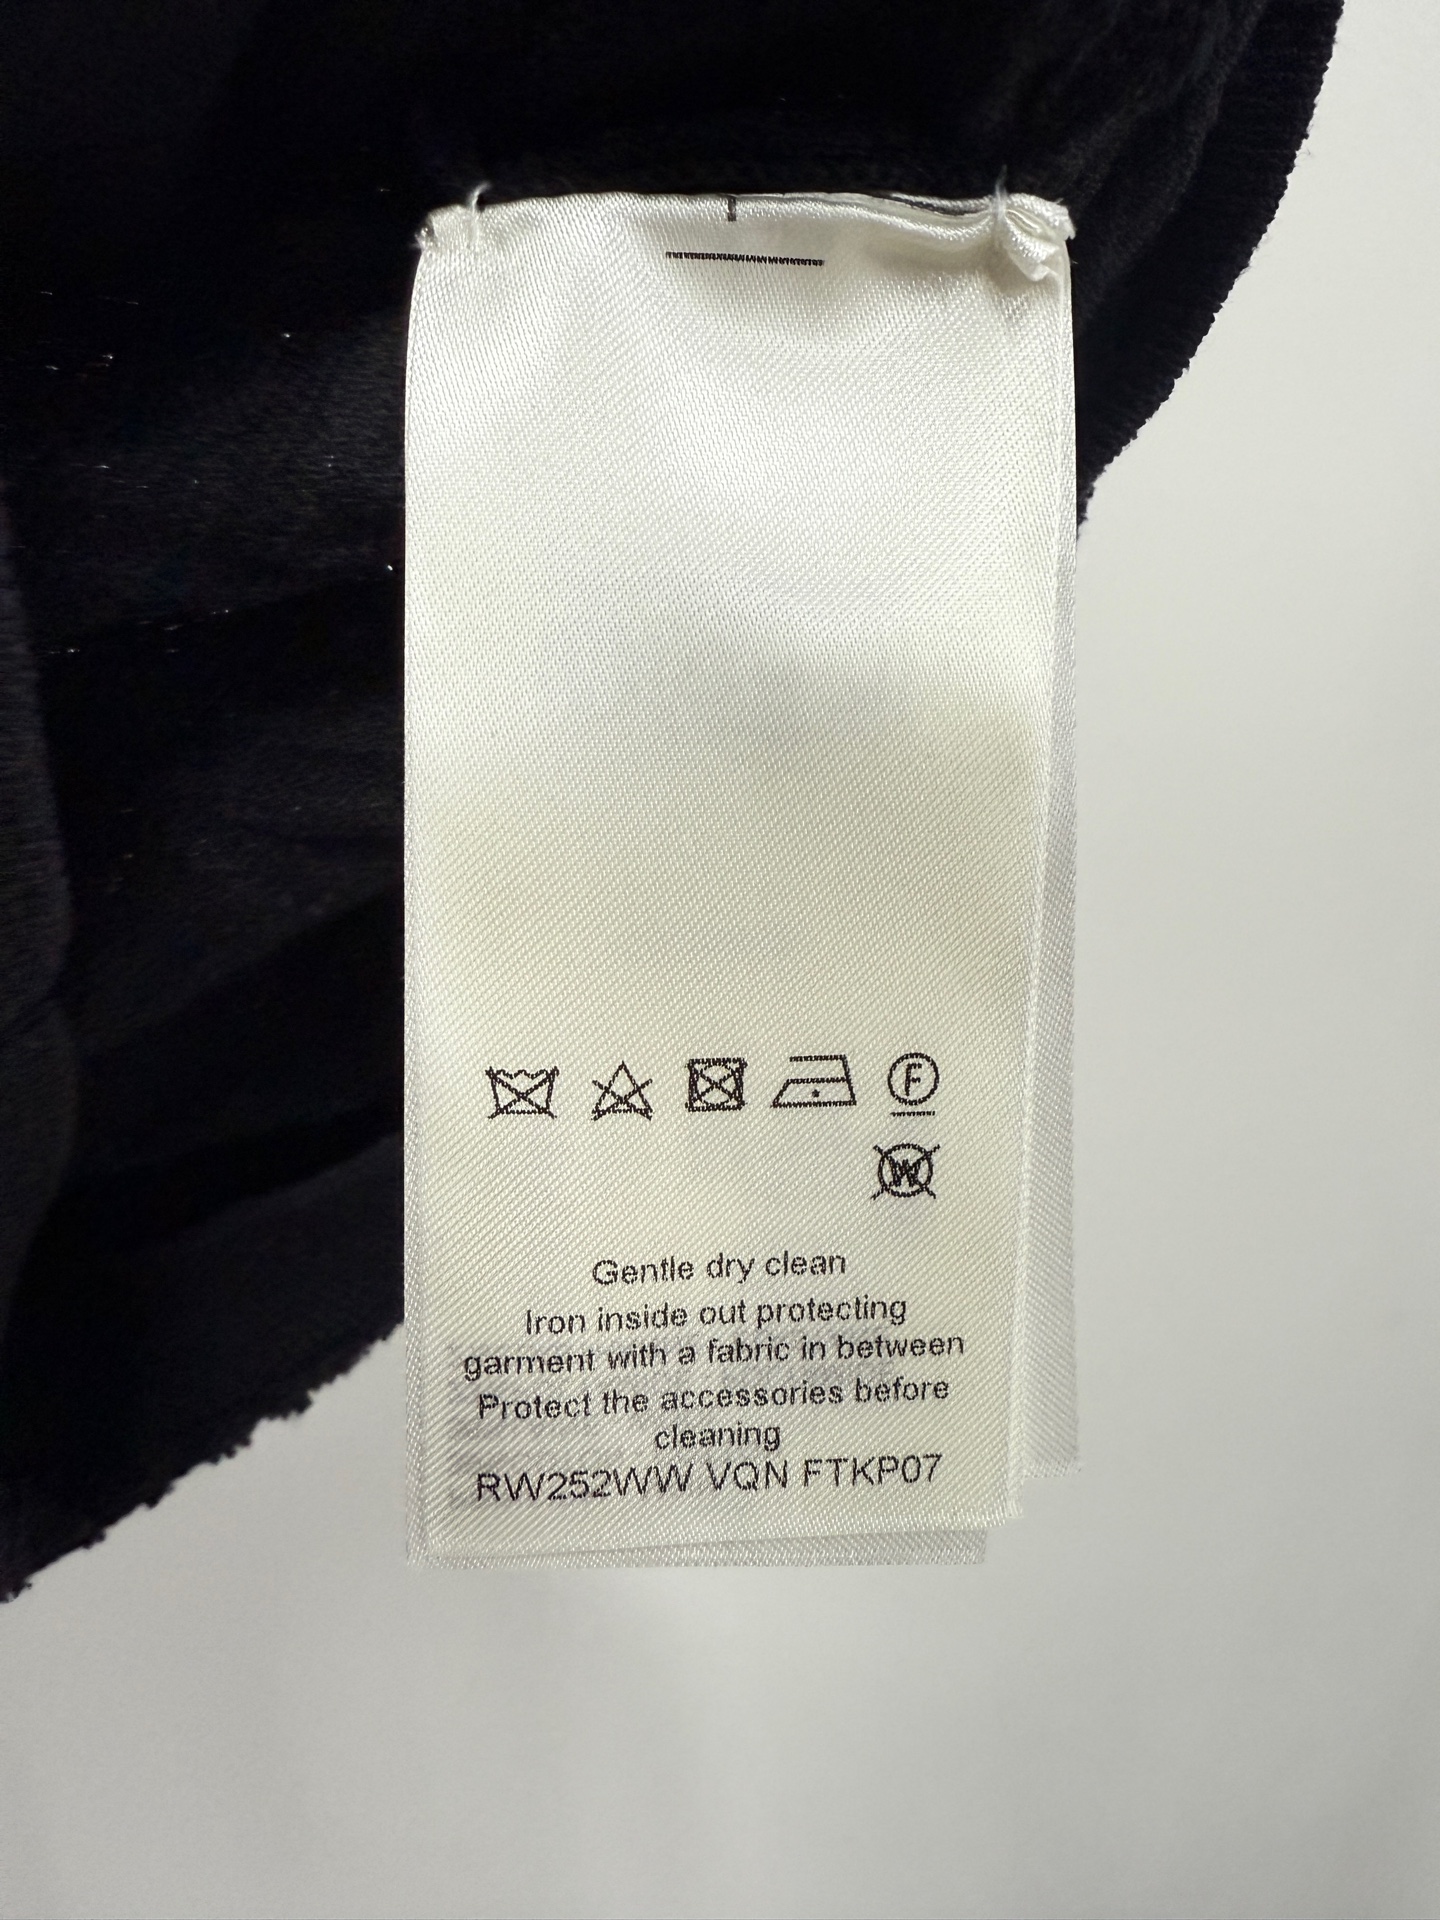 F
W
Gentle dry clean
Iron inside out protecting
garment with a fabric in between
Protect the accessories before
cleaning
RW252WW VQN FTKP07